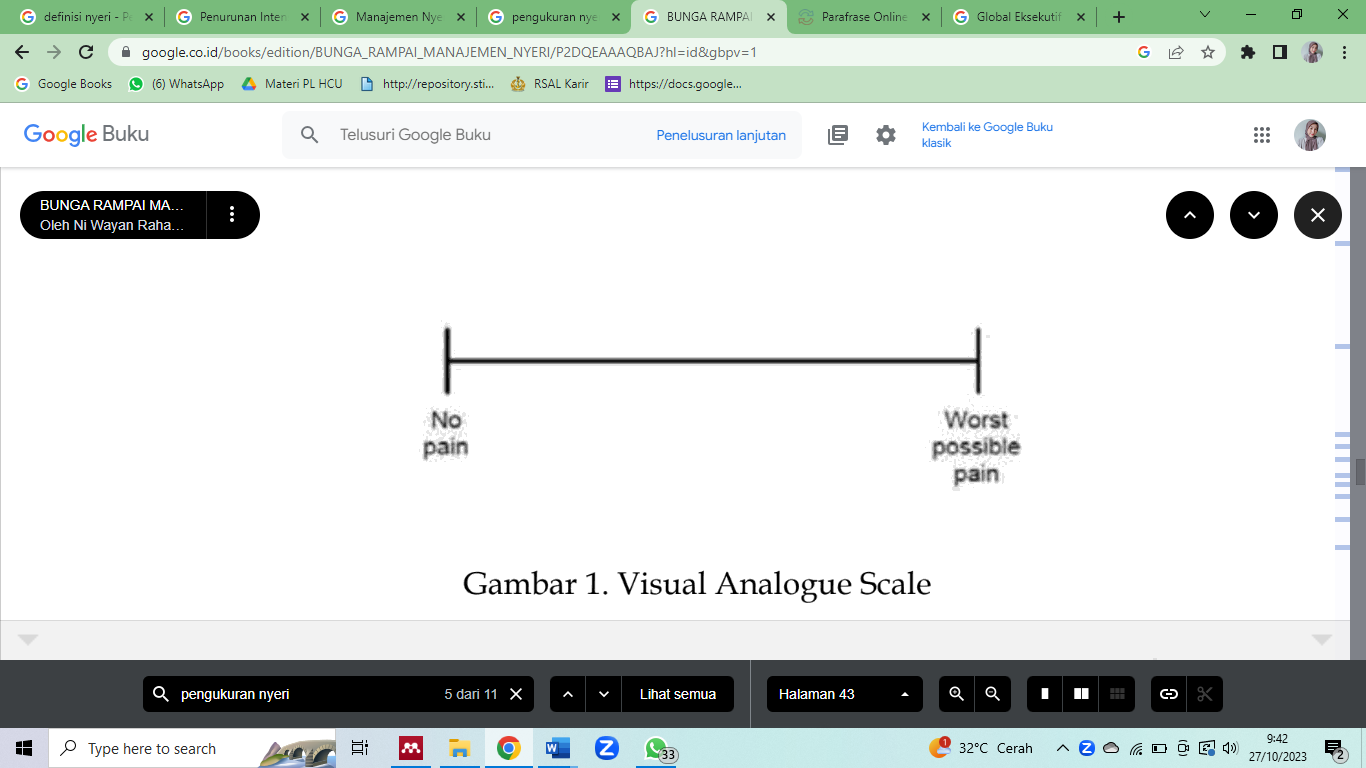 definisi nyeri - P
Penurunan Inten
Manajemen Nye
pengukuran nye
BUNGA RAMPAI
Parafrase Online
Global Eksekutif
google.co.id/books/edition/BUNGA_RAMPAI_MANAJEMEN_NYERI/P2DQEAAAQBAJ?hl=id&gbpv=1
Google Books
(6) WhatsApp
Materi PL HCU
http://repository.sti...
RSAL Karir
https://docs.google...
Google Buku
Telusuri Google Buku
Penelusuran lanjutan
Kembali ke Google Buku
klasik
BUNGA RAMPAI MA...
Oleh Ni Wayan Raha...
No
pain
Worst
possible
pain
Gambar 1. Visual Analogue Scale
pengukuran nyeri
5 dari 11
Lihat semua
Halaman 43
Type here to search
33
1
32°C Cerah
9:42
27/10/2023
2